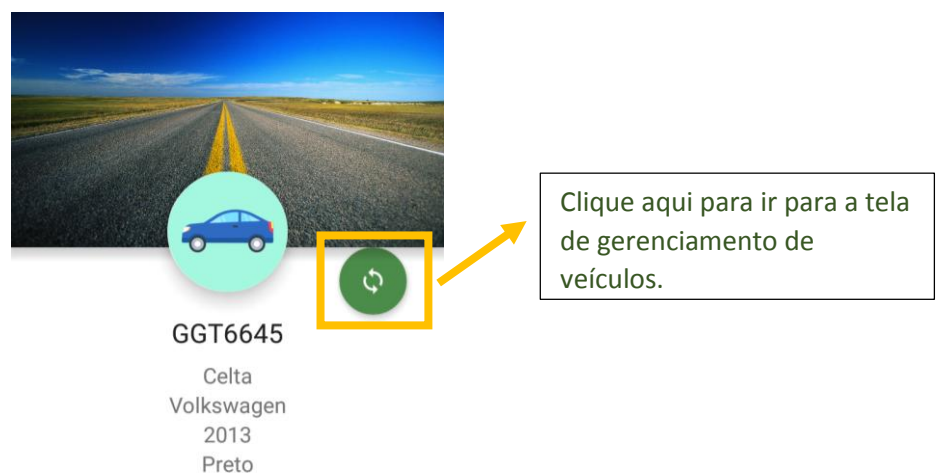 Clique aqui para ir para a tela
de gerenciamento de
veículos.
GGT6645
Celta
Volkswagen
2013
Preto